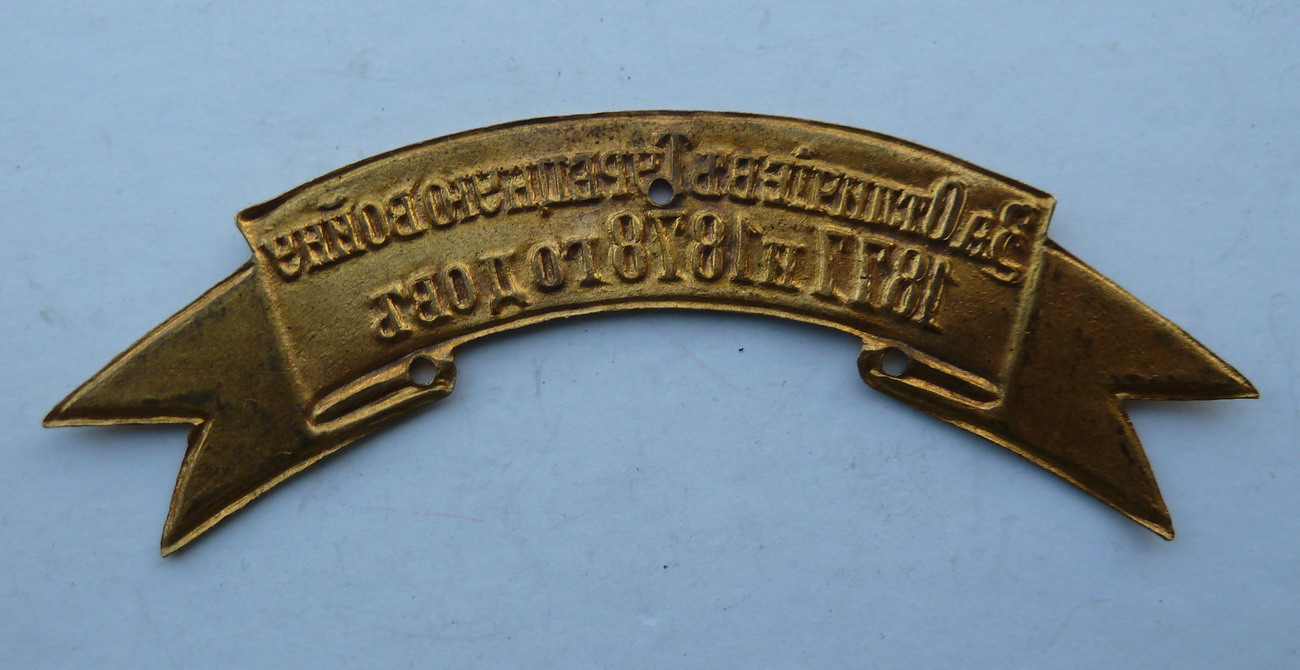 За Отличіе въ Турецкую войну
1877 и 1878 годовъ